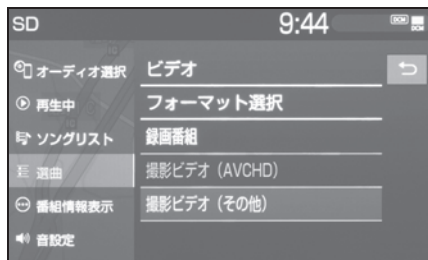 SD
9:44
DCM
DCM
オーディオ選択
再生中
ソングリスト
選曲
番組情報表示
音設定
ビデオ
フォーマット選択
録画番組
撮影ビデオ（AVCHD）
撮影ビデオ（その他）